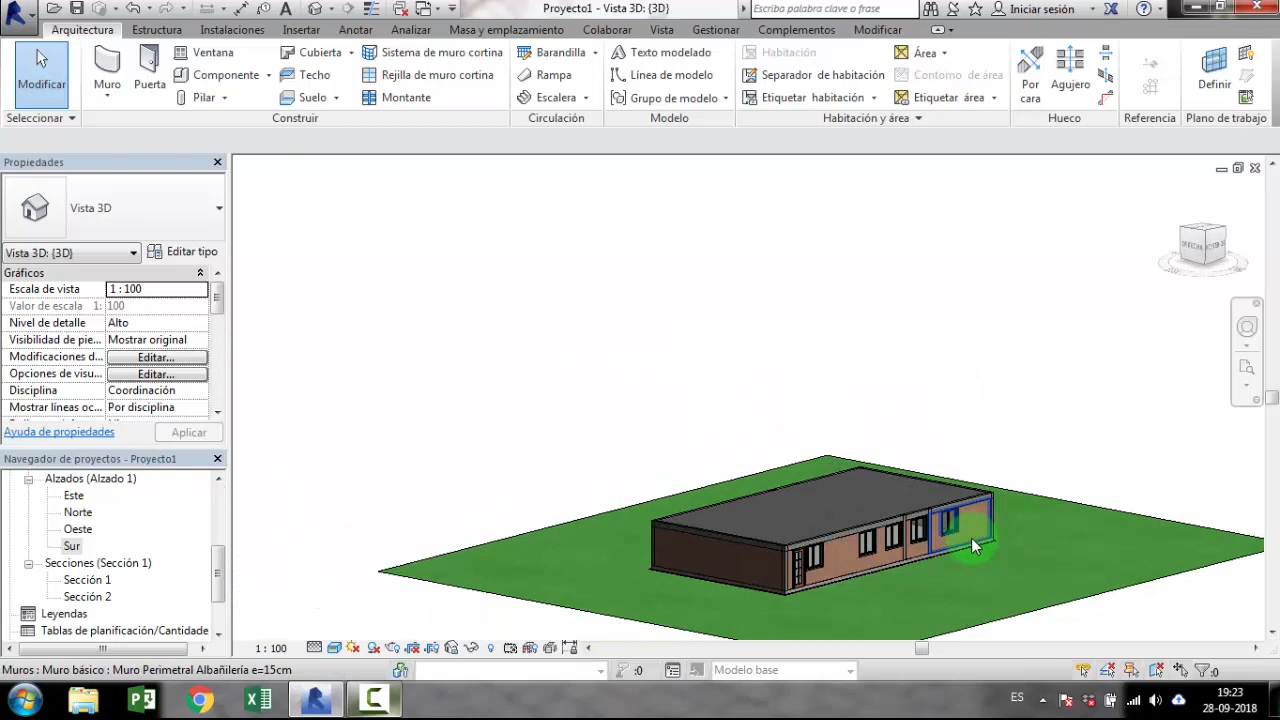 Proyecto1 - Vista 3D: {3D}
Escriba palabra clave o frase
Iniciar sesión
Arquitectura Estructura Instalaciones Insertar Anotar Analizar Masa y emplazamiento Colaborar Vista Gestionar Complementos Modificar
Modificar
Seleccionar
Muro
Puerta
Ventana
Componente
Pilar
Cubierta
Techo
Suelo
Sistema de muro cortina
Rejilla de muro cortina
Montante
Construir
Barandilla
Rampa
Escalera
Circulación
Texto modelado
Línea de modelo
Grupo de modelo
Modelo
Habitación
Separador de habitación
Etiquetar habitación
Área
Contorno de área
Etiquetar área
Habitación y área
Por cara
Agujero
Hueco
Referencia
Definir
Plano de trabajo
Propiedades
Vista 3D
Vista 3D: {3D}
Editar tipo
Gráficos
Escala de vista 1 : 100
Valor de escala 1: 100
Nivel de detalle Alto
Visibilidad de pie... Mostrar original
Modificaciones d... Editar...
Opciones de visu... Editar...
Disciplina Coordinación
Mostrar líneas oc... Por disciplina
Ayuda de propiedades
Aplicar
Navegador de proyectos - Proyecto1
Alzados (Alzado 1)
Este
Norte
Oeste
Sur
Secciones (Sección 1)
Sección 1
Sección 2
Leyendas
Tablas de planificación/Cantidade
1 : 100
Muros : Muro básico : Muro Perimetral Albañilería e=15cm
:0
Modelo base
:0
ES
19:23
28-09-2018